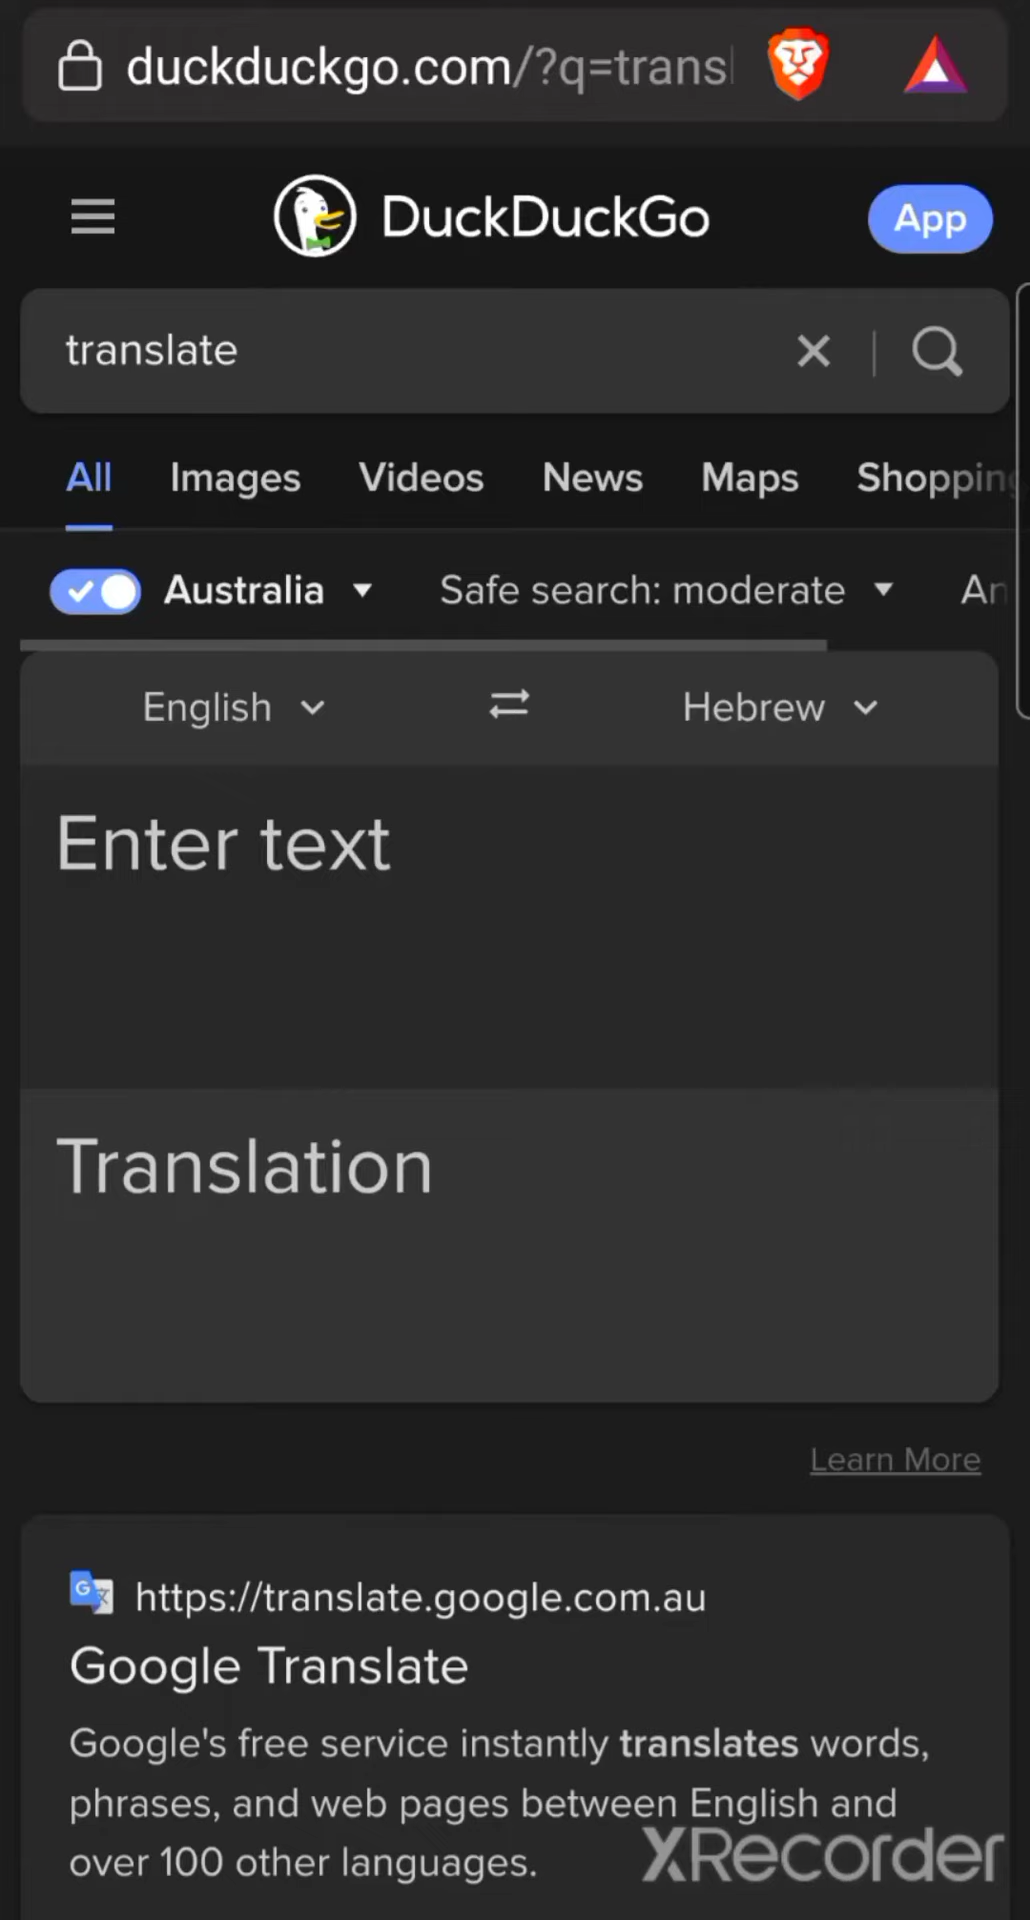 duckduckgo.com/?q=transl
DuckDuckGo
App
translate
All Images Videos News Maps Shopping
Australia Safe search: moderate An
English Hebrew
Enter text
Translation
Learn More
https://translate.google.com.au
Google Translate
Google's free service instantly translates words,
phrases, and web pages between English and
over 100 other languages.
XRecorder